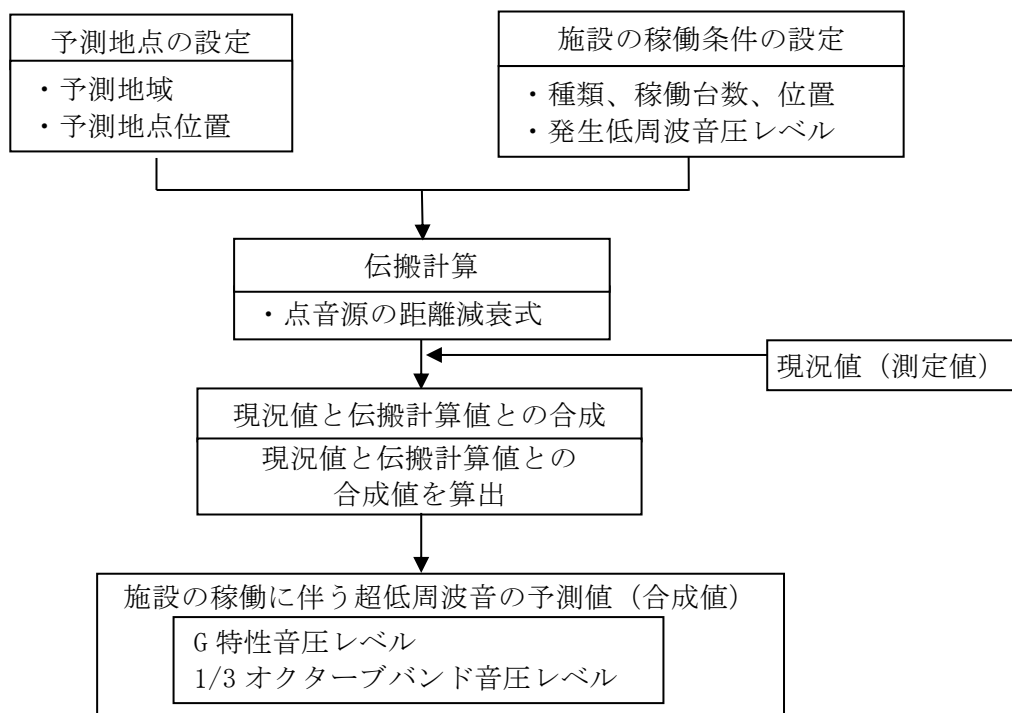 予測地点の設定
・予測地域
・予測地点位置
施設の稼働条件の設定
・種類、稼働台数、位置
・発生低周波音圧レベル
伝搬計算
・点音源の距離減衰式
現況値（測定値）
現況値と伝搬計算値との合成
現況値と伝搬計算値との
合成値を算出
施設の稼働に伴う超低周波音の予測値（合成値）
G 特性音圧レベル
1/3 オクターブバンド音圧レベル